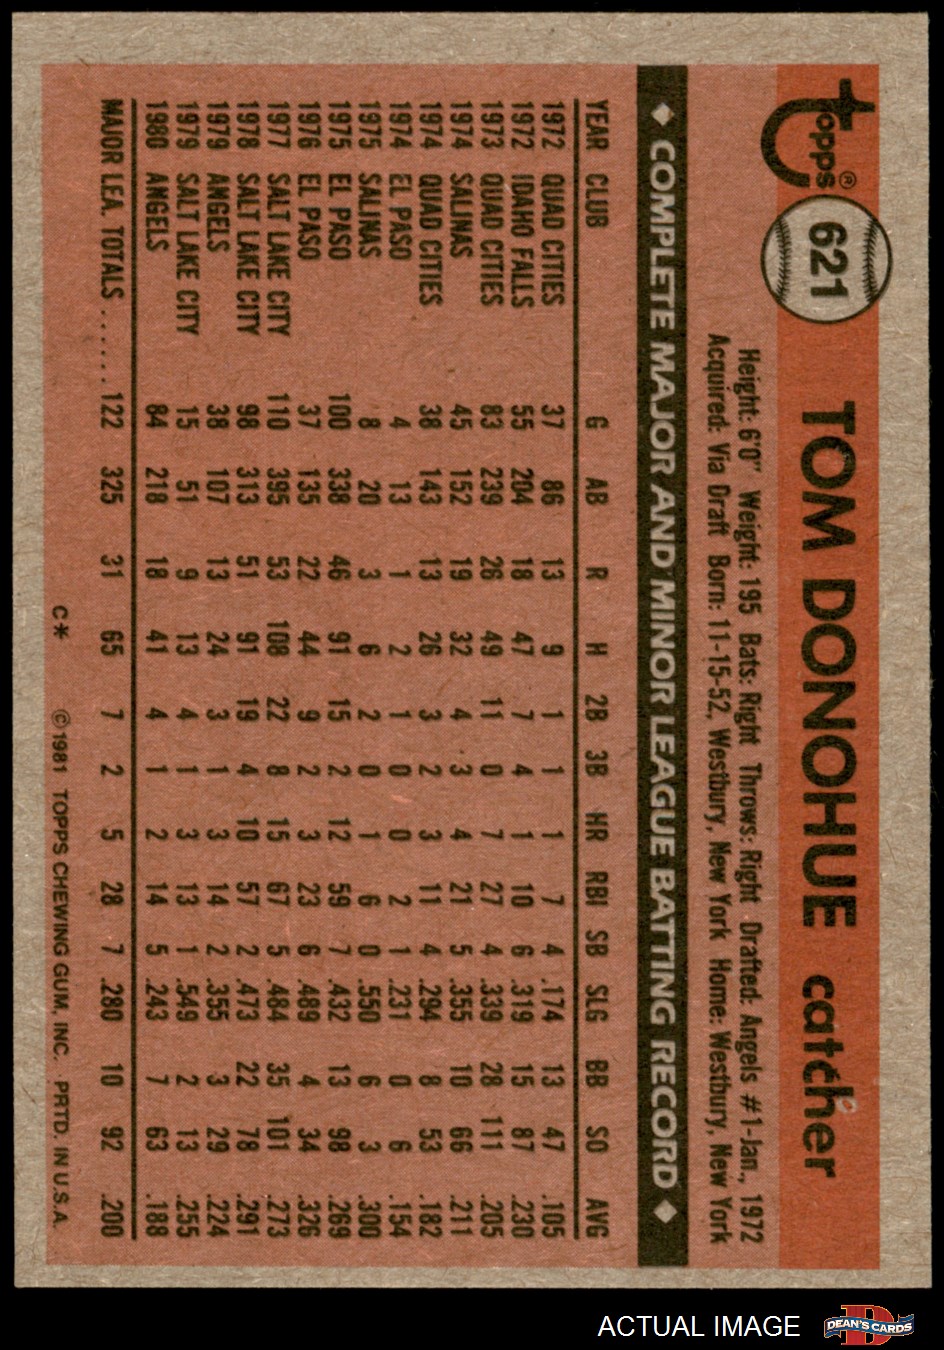 Topps®
621
TOM DONOHUE catcher
Height: 6'0" Weight: 195 Bats: Right Throws: Right Drafted: Angels #1-Jan., 1972
Acquired: Via Draft Born: 11-15-52, Westbury, New York Home: Westbury, New York
◆ COMPLETE MAJOR AND MINOR LEAGUE BATTING RECORD ◆
YEAR CLUB G AB R H 2B 3B HR RBI SB SLG BB SO AVG
1972 QUAD CITIES 37 86 13 9 1 1 1 7 4 .174 13 47 .105
1972 IDAHO FALLS 55 204 18 47 7 4 1 10 6 .319 15 87 .230
1973 QUAD CITIES 83 239 26 49 11 0 7 27 4 .339 28 111 .205
1974 SALINAS 45 152 19 32 4 3 4 21 5 .355 10 66 .211
1974 QUAD CITIES 38 143 13 26 3 2 3 11 4 .294 8 53 .182
1974 EL PASO 4 13 1 2 1 0 0 2 1 .231 0 6 .154
1975 SALINAS 8 20 3 6 2 0 1 6 0 .550 6 3 .300
1975 EL PASO 100 338 46 91 15 2 12 59 7 .432 13 98 .269
1976 EL PASO 37 135 22 44 9 2 3 23 6 .489 4 34 .326
1977 SALT LAKE CITY 110 395 53 108 22 8 15 67 5 .484 35 101 .273
1978 SALT LAKE CITY 98 313 51 91 19 4 10 57 2 .473 22 78 .291
1979 ANGELS 38 107 13 24 3 1 3 14 2 .355 3 29 .224
1979 SALT LAKE CITY 15 51 9 13 4 1 3 13 1 .549 2 13 .255
1980 ANGELS 84 218 18 41 4 1 2 14 5 .243 7 63 .188
MAJOR LEA. TOTALS...... 122 325 31 65 7 2 5 28 7 .280 10 92 .200
C* ©1981 TOPPS CHEWING GUM, INC. PRTD. IN U.S.A.
ACTUAL IMAGE
D DEAN'S CARDS